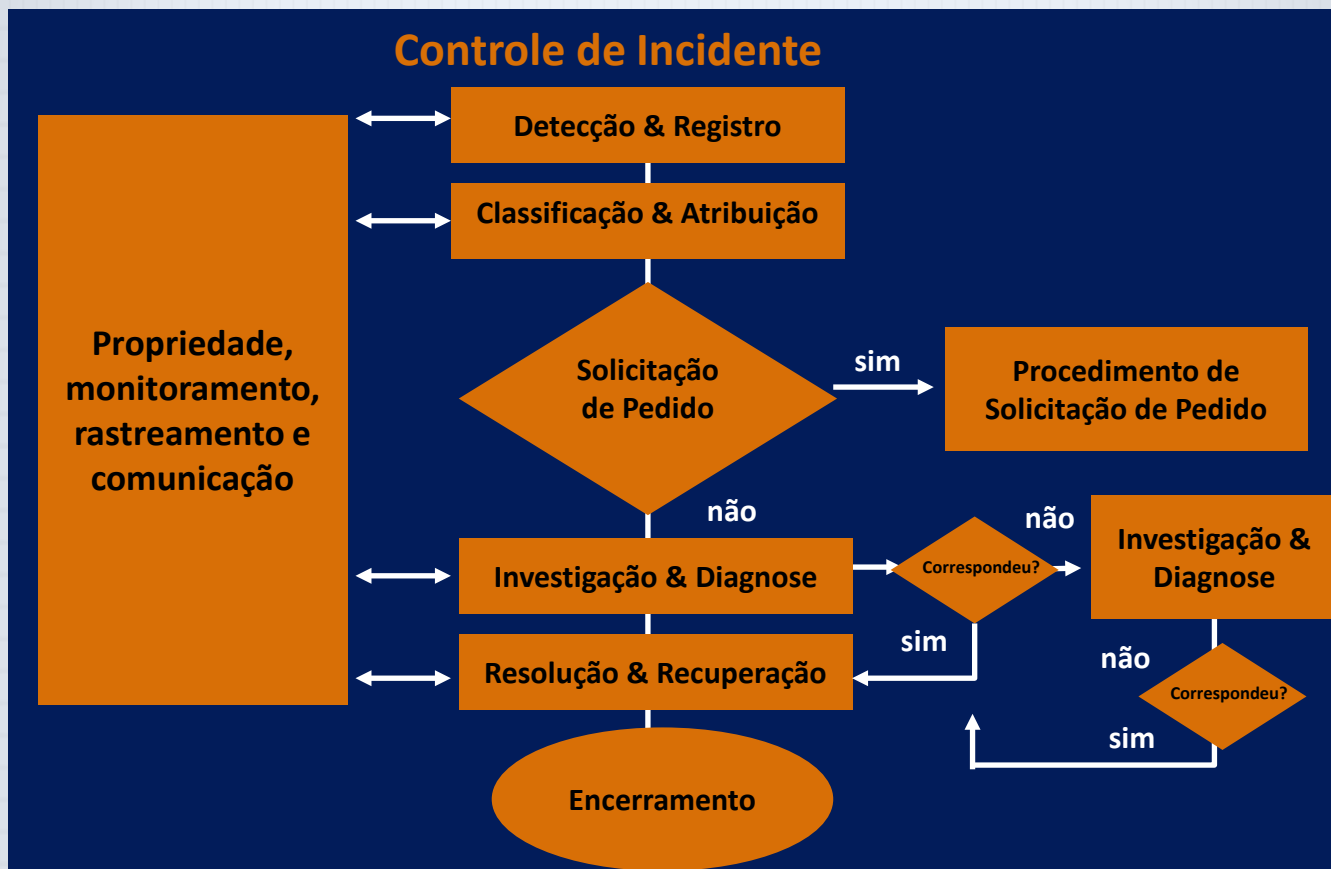 Controle de Incidente
Detecção & Registro
Classificação & Atribuição
Propriedade,
monitoramento,
rastreamento e
comunicação
Solicitação
de Pedido
sim
Procedimento de
Solicitação de Pedido
não
Investigação & Diagnose
Correspondeu?
não
Investigação &
Diagnose
sim
Resolução & Recuperação
não
Correspondeu?
sim
Encerramento